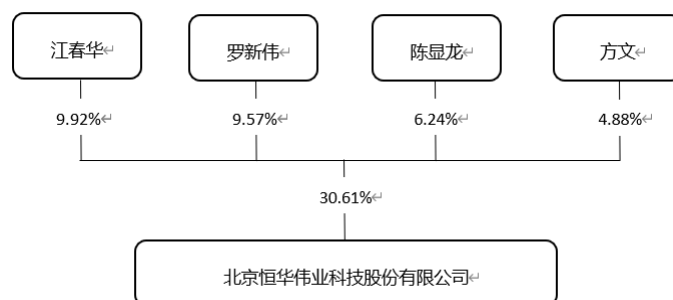 江春华
罗新伟
陈显龙
方文
9.92%
9.57%
6.24%
4.88%
30.61%
北京恒华伟业科技股份有限公司